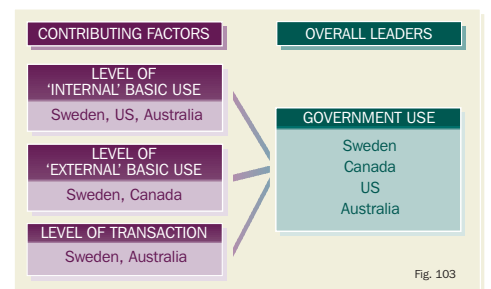 CONTRIBUTING FACTORS
LEVEL OF
'INTERNAL' BASIC USE
Sweden, US, Australia
LEVEL OF
'EXTERNAL' BASIC USE
Sweden, Canada
LEVEL OF TRANSACTION
Sweden, Australia
OVERALL LEADERS
GOVERNMENT USE
Sweden
Canada
US
Australia
Fig. 103